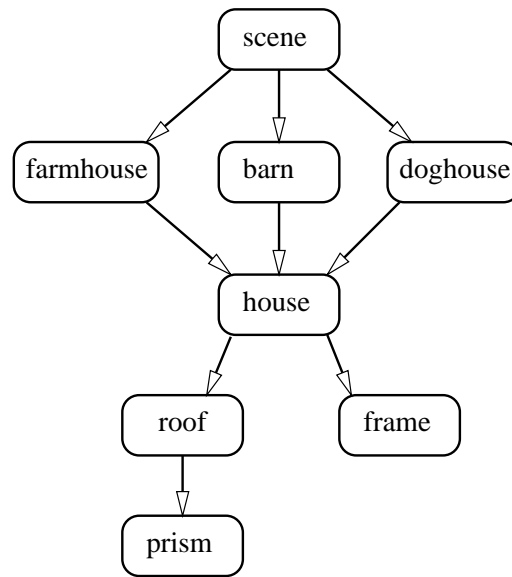 scene
farmhouse
barn
doghouse
house
roof
frame
prism